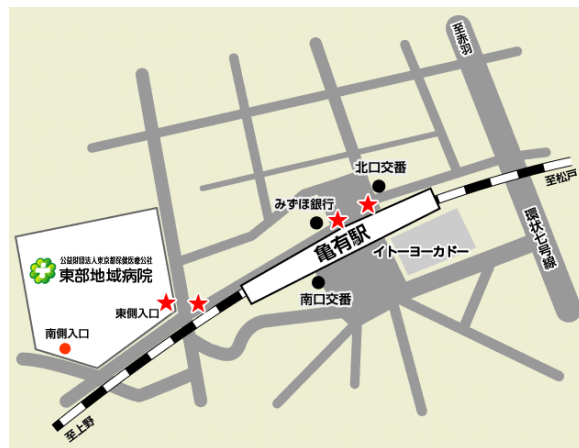 至赤羽
北口交番
至松戸
みずほ銀行
亀有駅
イトーヨーカドー
環状七号線
公益財団法人東京都保健医療公社
東部地域病院
東側入口
南口交番
南側入口
至上野